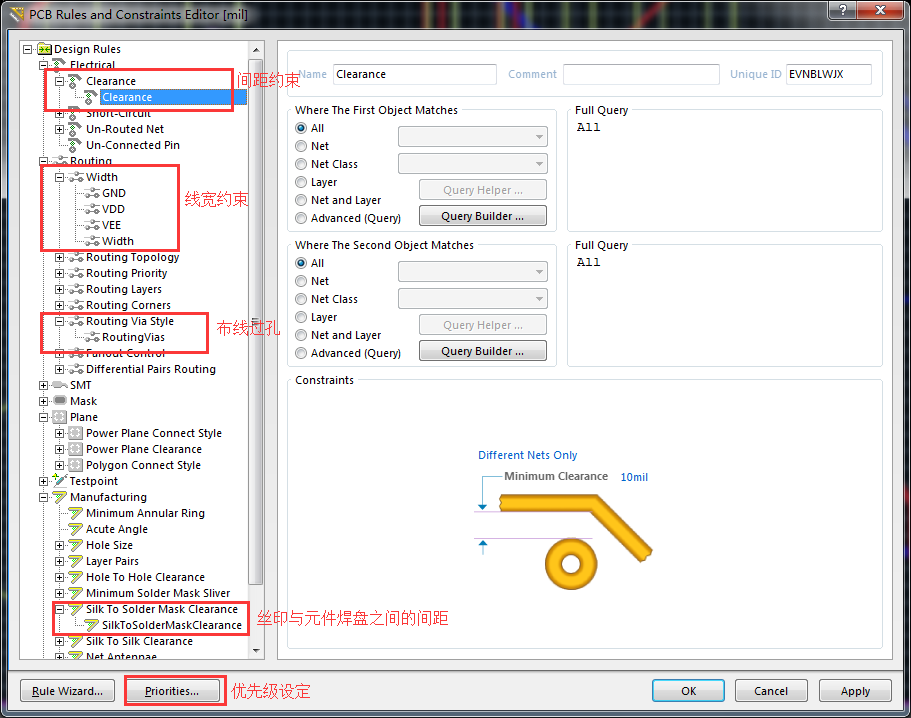 PCB Rules and Constraints Editor [mil]
?
Design Rules
Electrical
Clearance
间距约束
Clearance
Short-Circuit
Un-Routed Net
Un-Connected Pin
Routing
Width
GND
线宽约束
VDD
VEE
Width
Routing Topology
Routing Priority
Routing Layers
Routing Corners
Routing Via Style
布线过孔
RoutingVias
Fanout Control
Differential Pairs Routing
SMT
Mask
Plane
Power Plane Connect Style
Power Plane Clearance
Polygon Connect Style
Testpoint
Manufacturing
Minimum Annular Ring
Acute Angle
Hole Size
Layer Pairs
Hole To Hole Clearance
Minimum Solder Mask Sliver
Silk To Solder Mask Clearance
丝印与元件焊盘之间的间距
SilkToSolderMaskClearance
Silk To Silk Clearance
Net Antennae
Name Clearance Comment Unique ID EVNBLWJX
Where The First Object Matches
All
Net
Net Class
Layer
Query Helper ...
Net and Layer
Advanced (Query)
Query Builder ...
Full Query
All
Where The Second Object Matches
All
Net
Net Class
Layer
Query Helper ...
Net and Layer
Advanced (Query)
Query Builder ...
Full Query
All
Constraints
Different Nets Only
Minimum Clearance 10mil
Rule Wizard... Priorities... 优先级设定 OK Cancel Apply